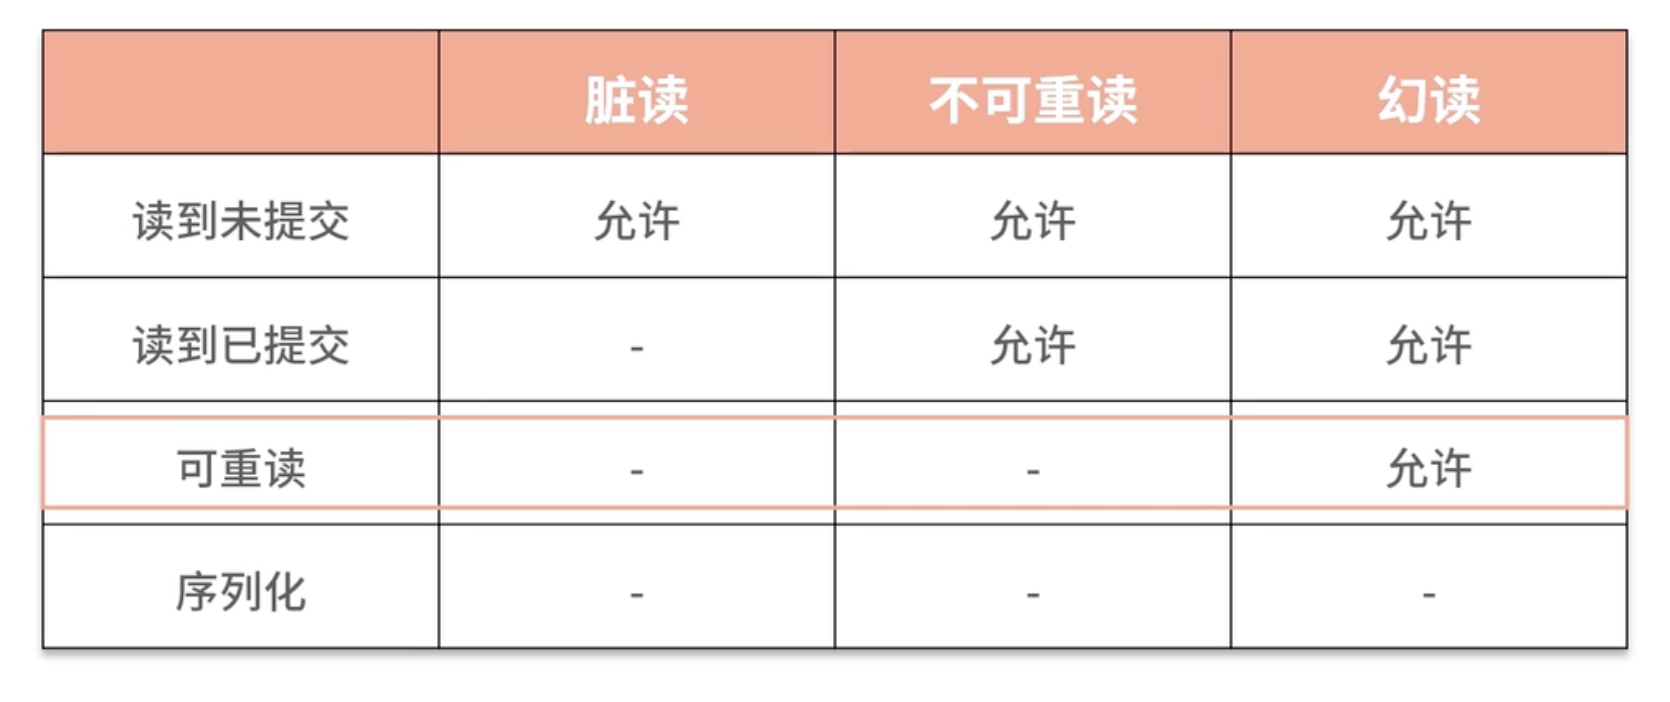 脏读 不可重读 幻读
读到未提交 允许 允许 允许
读到已提交 - 允许 允许
可重读 - - 允许
序列化 - - -